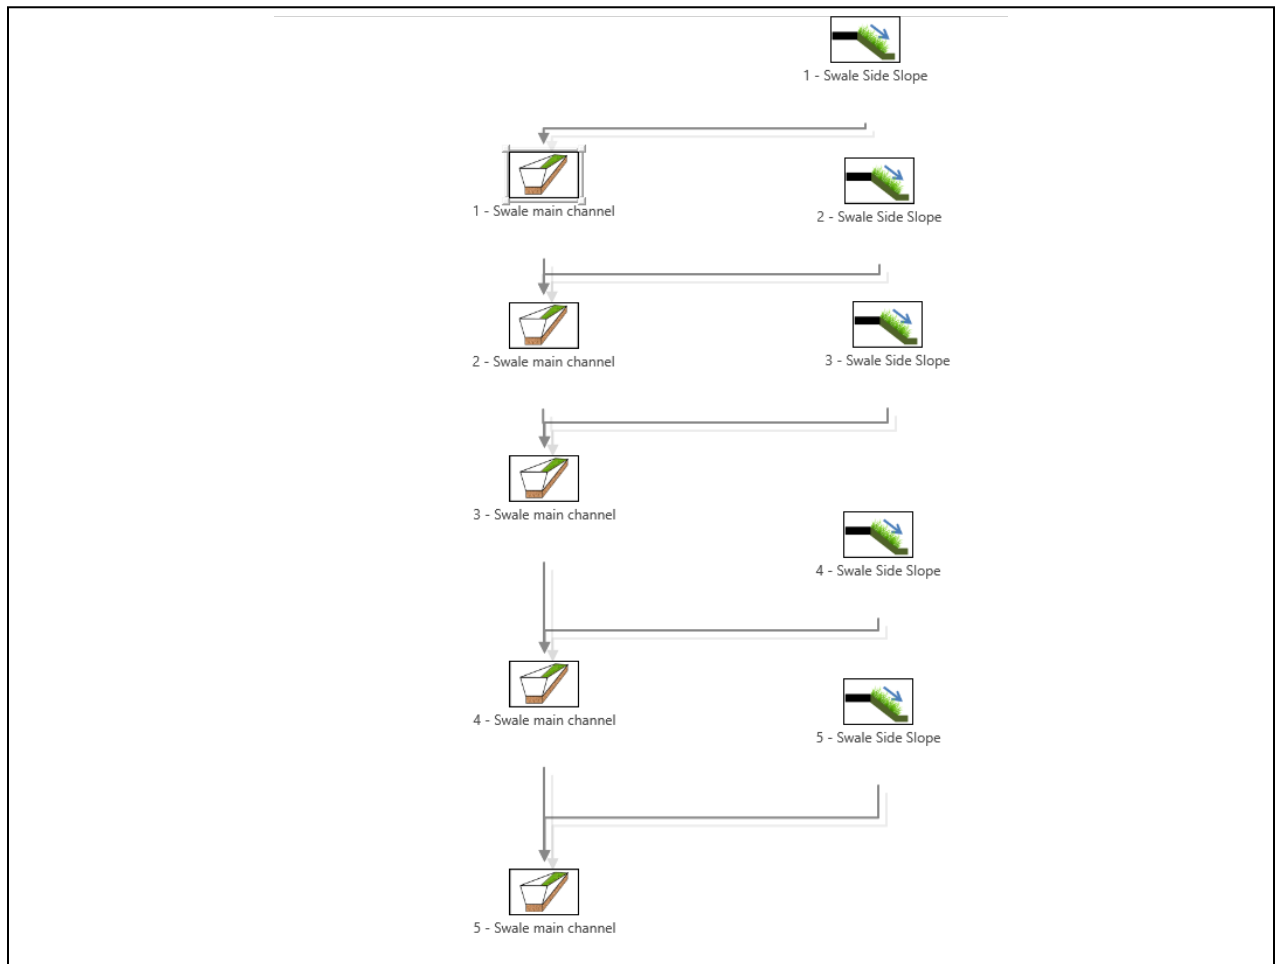 1 - Swale Side Slope
1 - Swale main channel
2 - Swale Side Slope
2 - Swale main channel
3 - Swale Side Slope
3 - Swale main channel
4 - Swale Side Slope
4 - Swale main channel
5 - Swale Side Slope
5 - Swale main channel